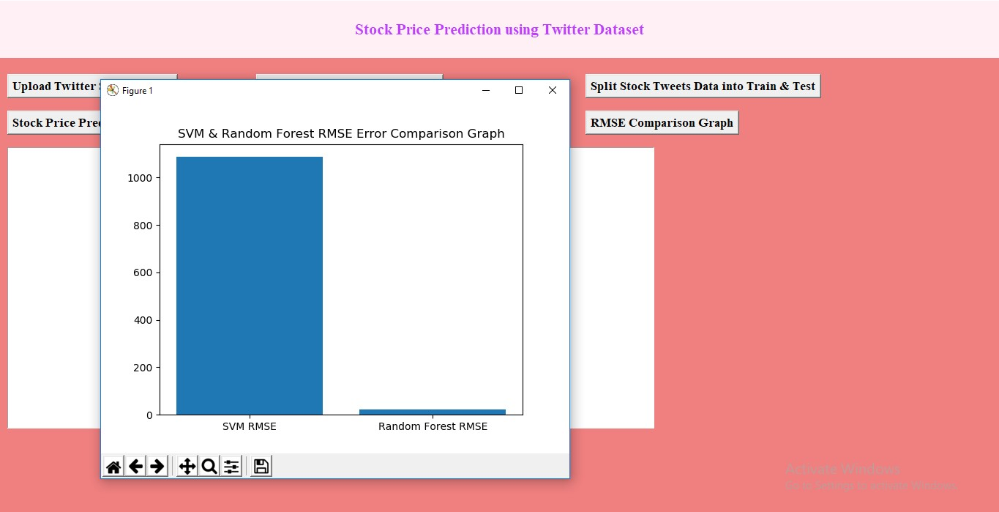 Stock Price Prediction using Twitter Dataset
Upload Twitter
Split Stock Tweets Data into Train & Test
Stock Price
RMSE Comparison Graph
Figure 1
SVM & Random Forest RMSE Error Comparison Graph
1000
800
600
400
200
0
SVM RMSE
Random Forest RMSE
Activate Windows
Go to Settings to activate Windows.